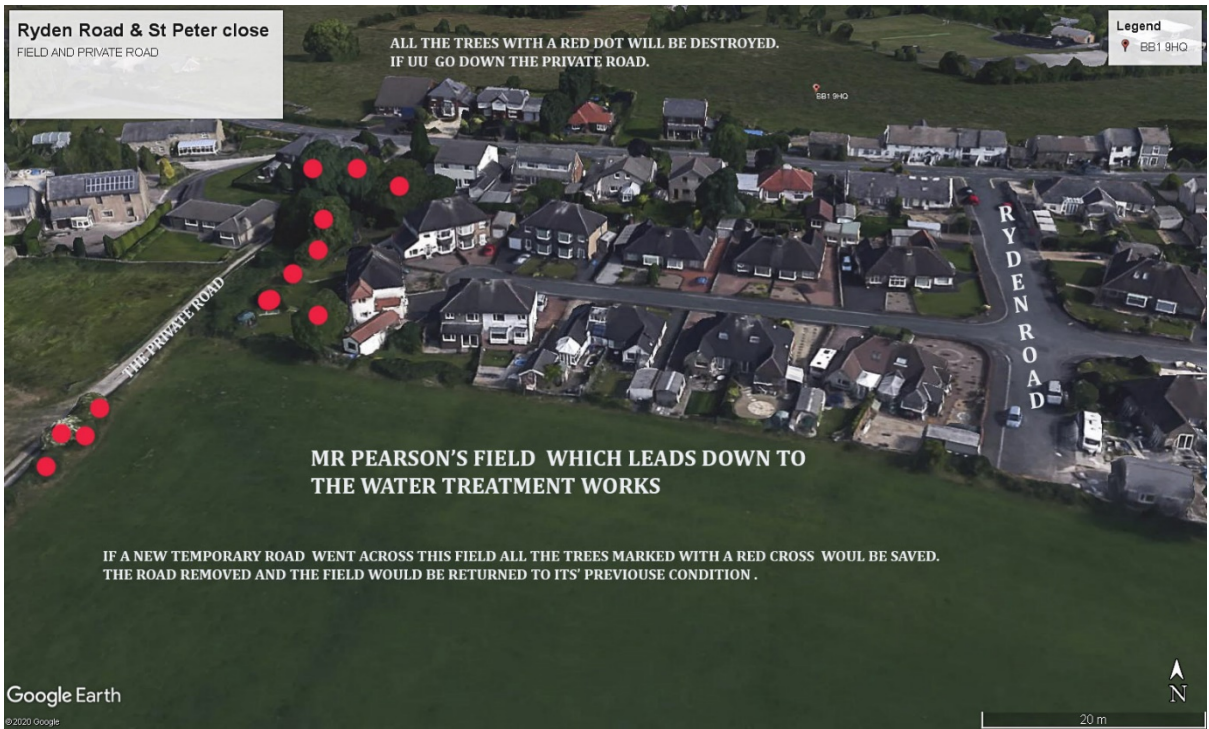 Ryden Road & St Peter close
FIELD AND PRIVATE ROAD
ALL THE TREES WITH A RED DOT WILL BE DESTROYED.
IF UU GO DOWN THE PRIVATE ROAD.
Legend
BB1 9HQ
BB1 9HQ
THE PRIVATE ROAD
RYDEN ROAD
MR PEARSON'S FIELD WHICH LEADS DOWN TO
THE WATER TREATMENT WORKS
IF A NEW TEMPORARY ROAD WENT ACROSS THIS FIELD ALL THE TREES MARKED WITH A RED CROSS WOUL BE SAVED.
THE ROAD REMOVED AND THE FIELD WOULD BE RETURNED TO ITS' PREVIOUSE CONDITION .
Google Earth
©2020 Google
N
20 m